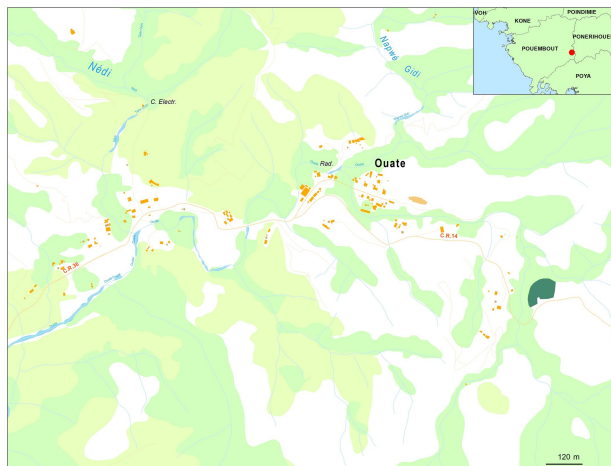 VOH
POINDIMIE
KONE
PONERIHOUEN
POUEMBOUT
POYA
Nédi
Napwé
Gidi
C. Electr.
Rad.
Ouate
C.R.14
C.R.36
120 m